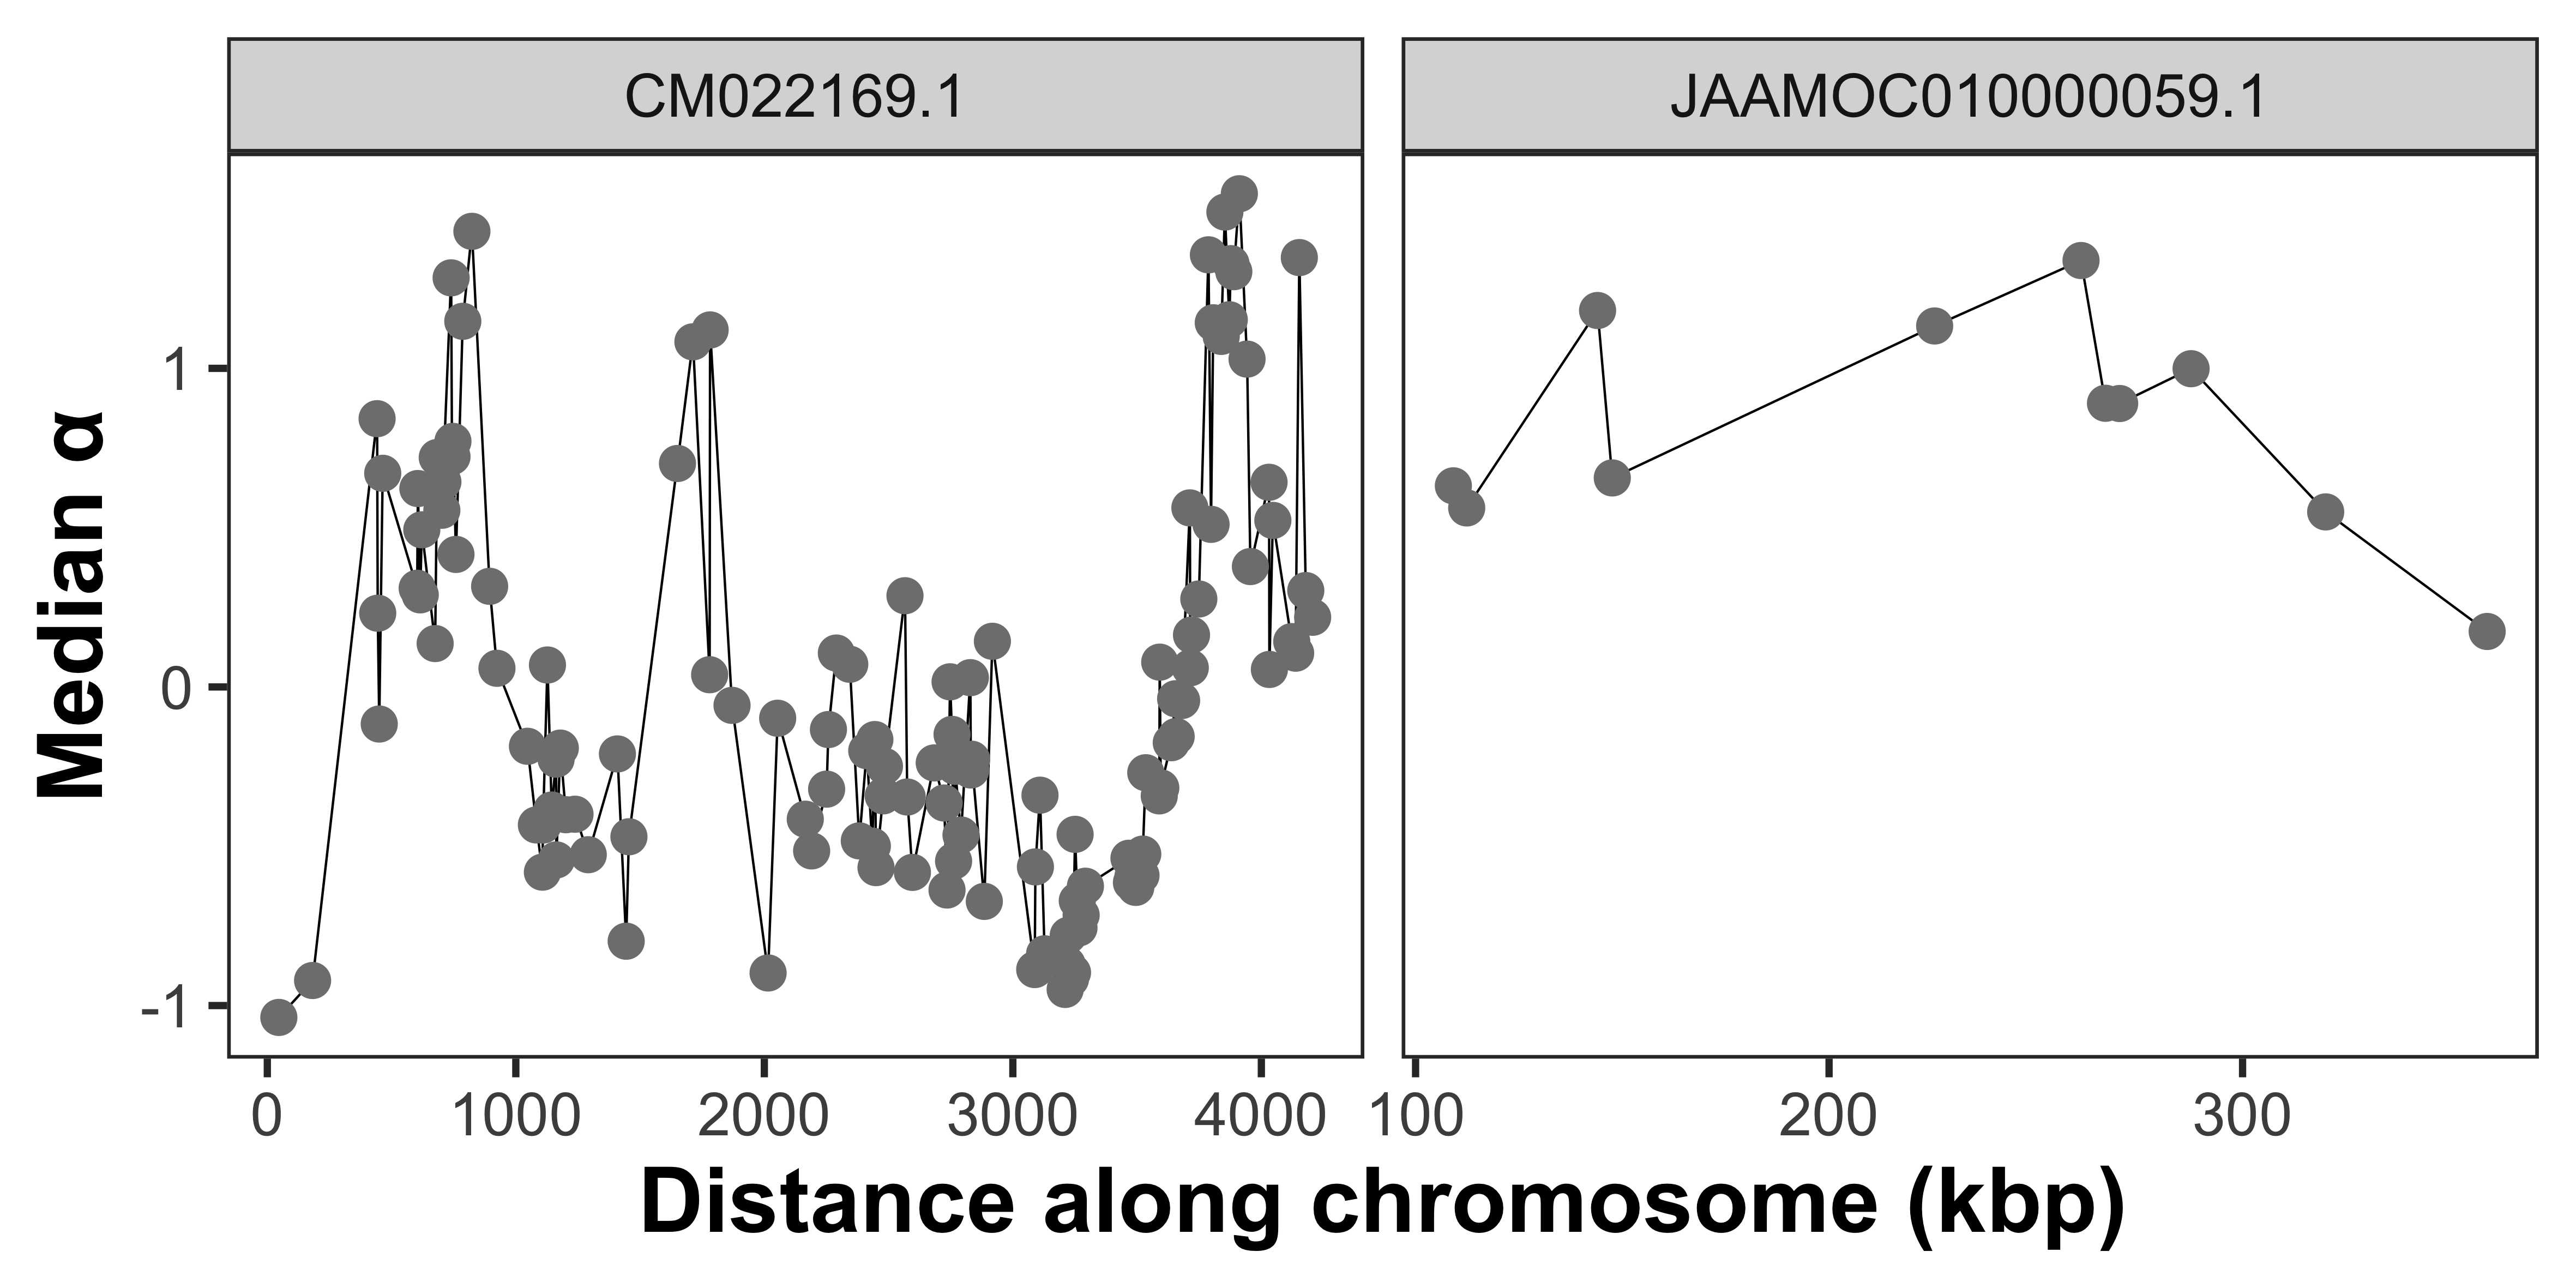 CM022169.1
JAAMOC010000059.1
Median α
1
0
-1
0 1000 2000 3000 4000
100 200 300
Distance along chromosome (kbp)